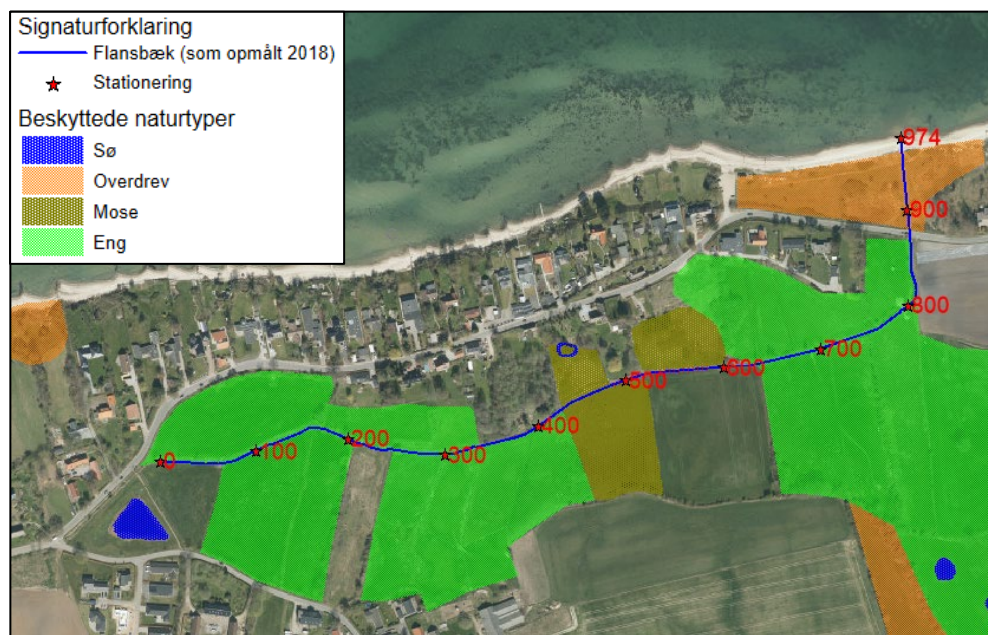 Signaturforklaring
Flansbæk (som opmålt 2018)
Stationering
Beskyttede naturtyper
Sø
Overdrev
Mose
Eng
974
900
800
700
600
500
400
300
200
100
0